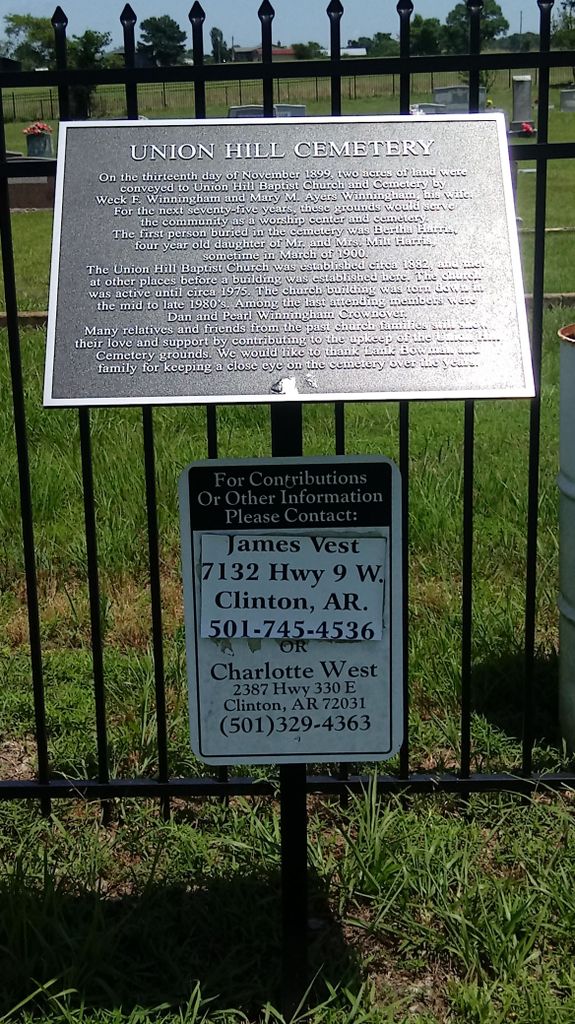 UNION HILL CEMETERY
On the thirteenth day of November 1899, two acres of land were
conveyed to Union Hill Baptist Church and Cemetery by
Weck F. Winningham and Mary M. Ayers Winningham, his wife.
For the next seventy-five years, these grounds would serve
the community as a worship center and cemetery.
The first person buried in the cemetery was Bertha Harris,
four year old daughter of Mr. and Mrs. Milt Harris,
sometime in March of 1900.
The Union Hill Baptist Church was established circa 1882, and met
at other places before a building was established. The church
was active until circa 1975. The church building was torn down in
the mid to late 1980's. Among the last attending members were
Dan and Pearl Winningham Crownover.
Many relatives and friends from the past church families still show
their love and support by contributing to the upkeep of the Union Hill
Cemetery grounds. We would like to thank Lank Bowman and
family for keeping a close eye on the cemetery over the years.
For Contributions
Or Other Information
Please Contact:
James Vest
7132 Hwy 9 W.
Clinton, AR.
501-745-4536
OR
Charlotte West
2387 Hwy 330 E
Clinton, AR 72031
(501)329-4363